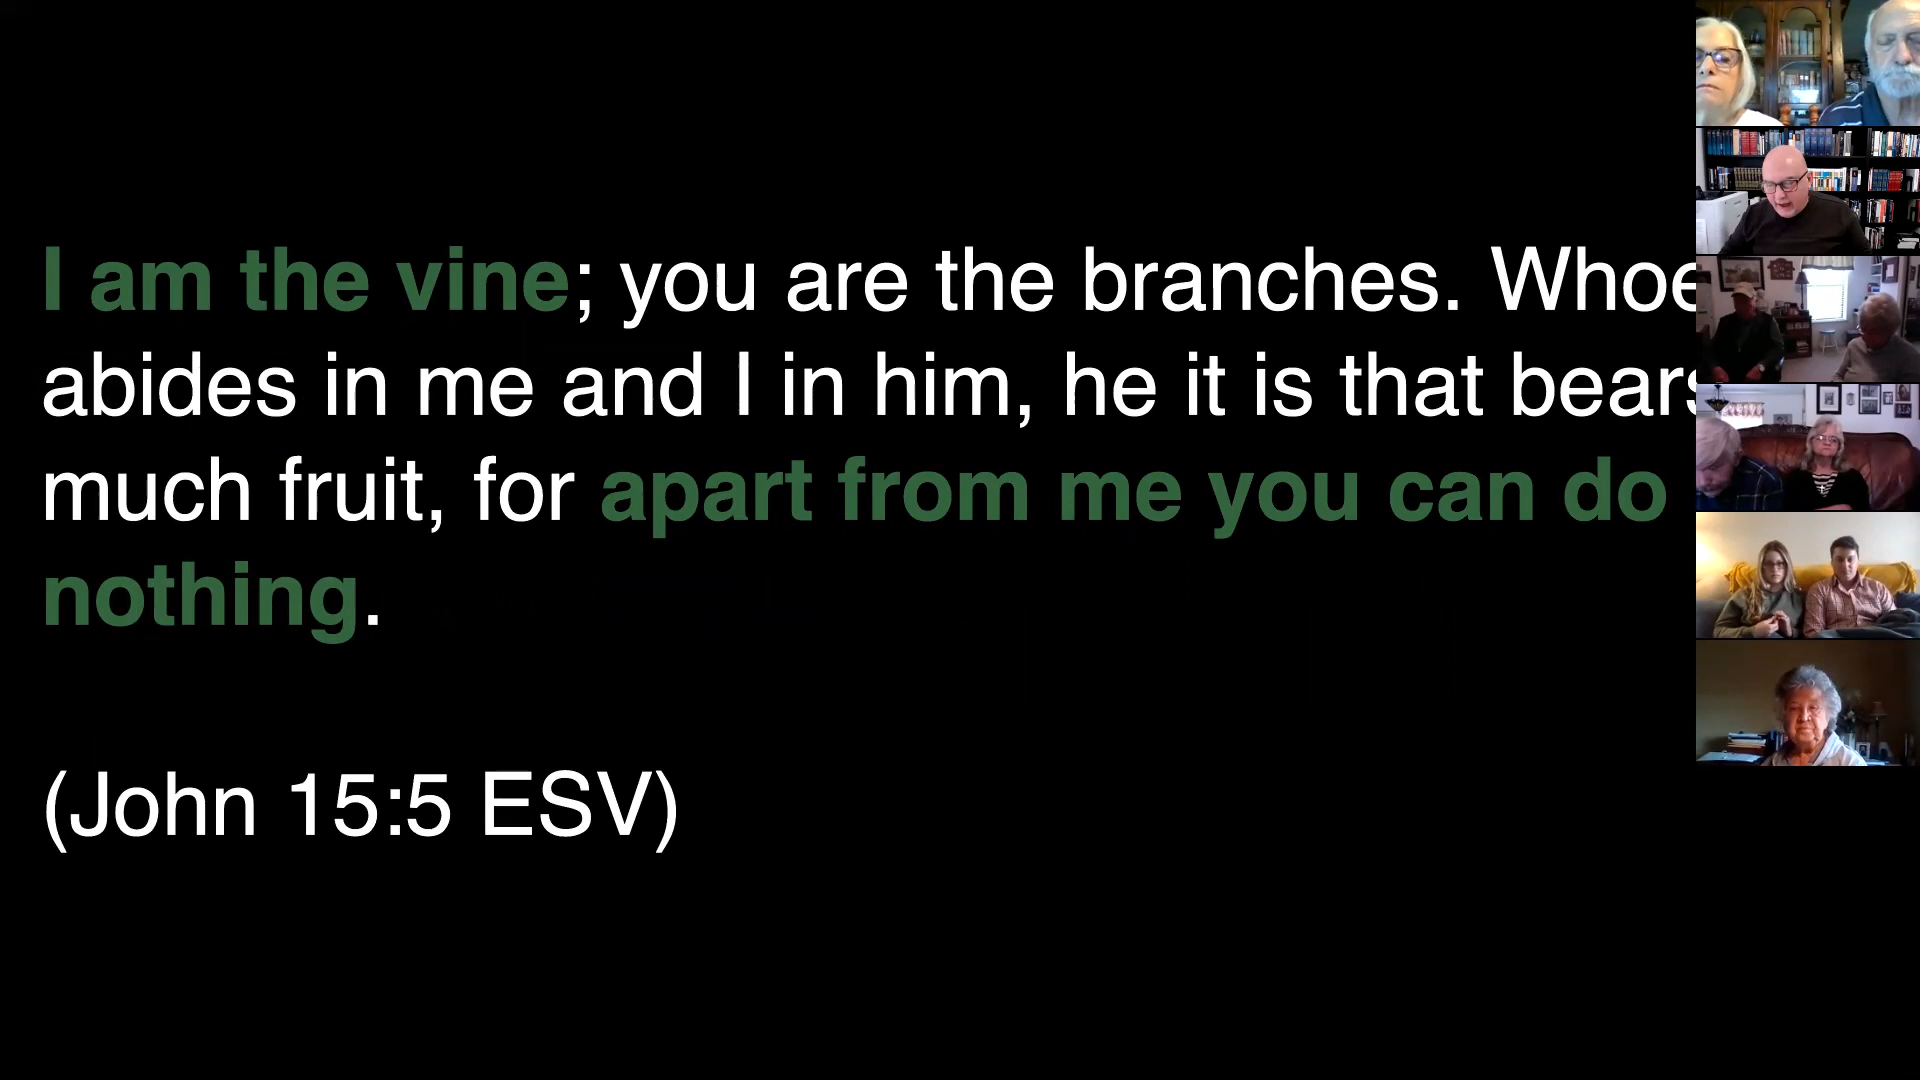 I am the vine; you are the branches. Whoe
abides in me and I in him, he it is that bears
much fruit, for apart from me you can do
nothing.
(John 15:5 ESV)